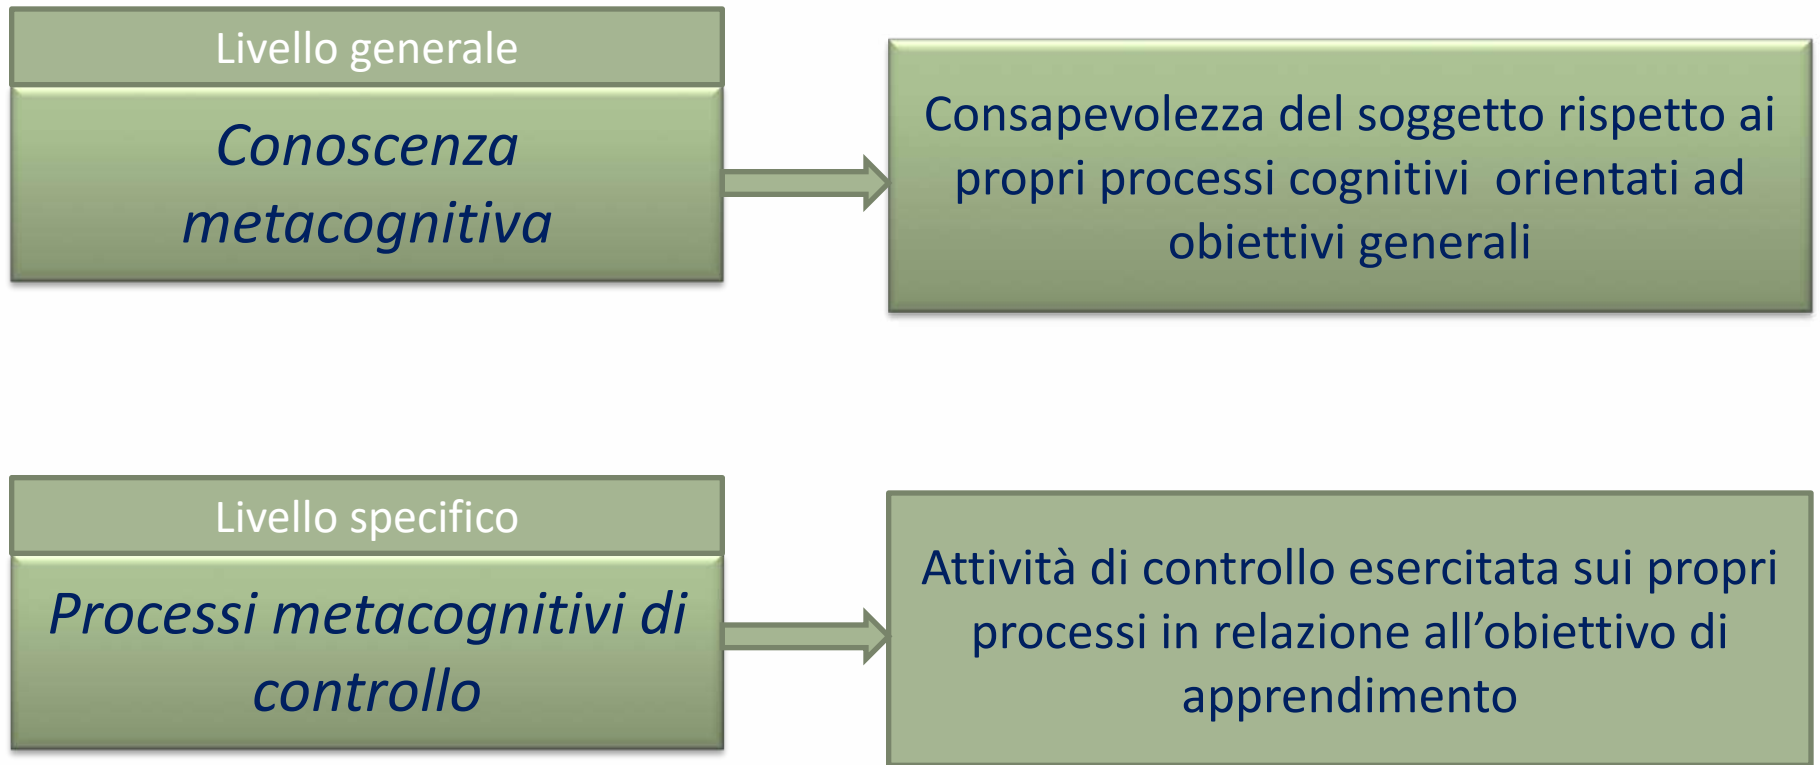 Livello generale
Conoscenza
metacognitiva
Consapevolezza del soggetto rispetto ai
propri processi cognitivi  orientati ad
obiettivi generali
Livello specifico
Processi metacognitivi di
controllo
Attività di controllo esercitata sui propri
processi in relazione all’obiettivo di
apprendimento